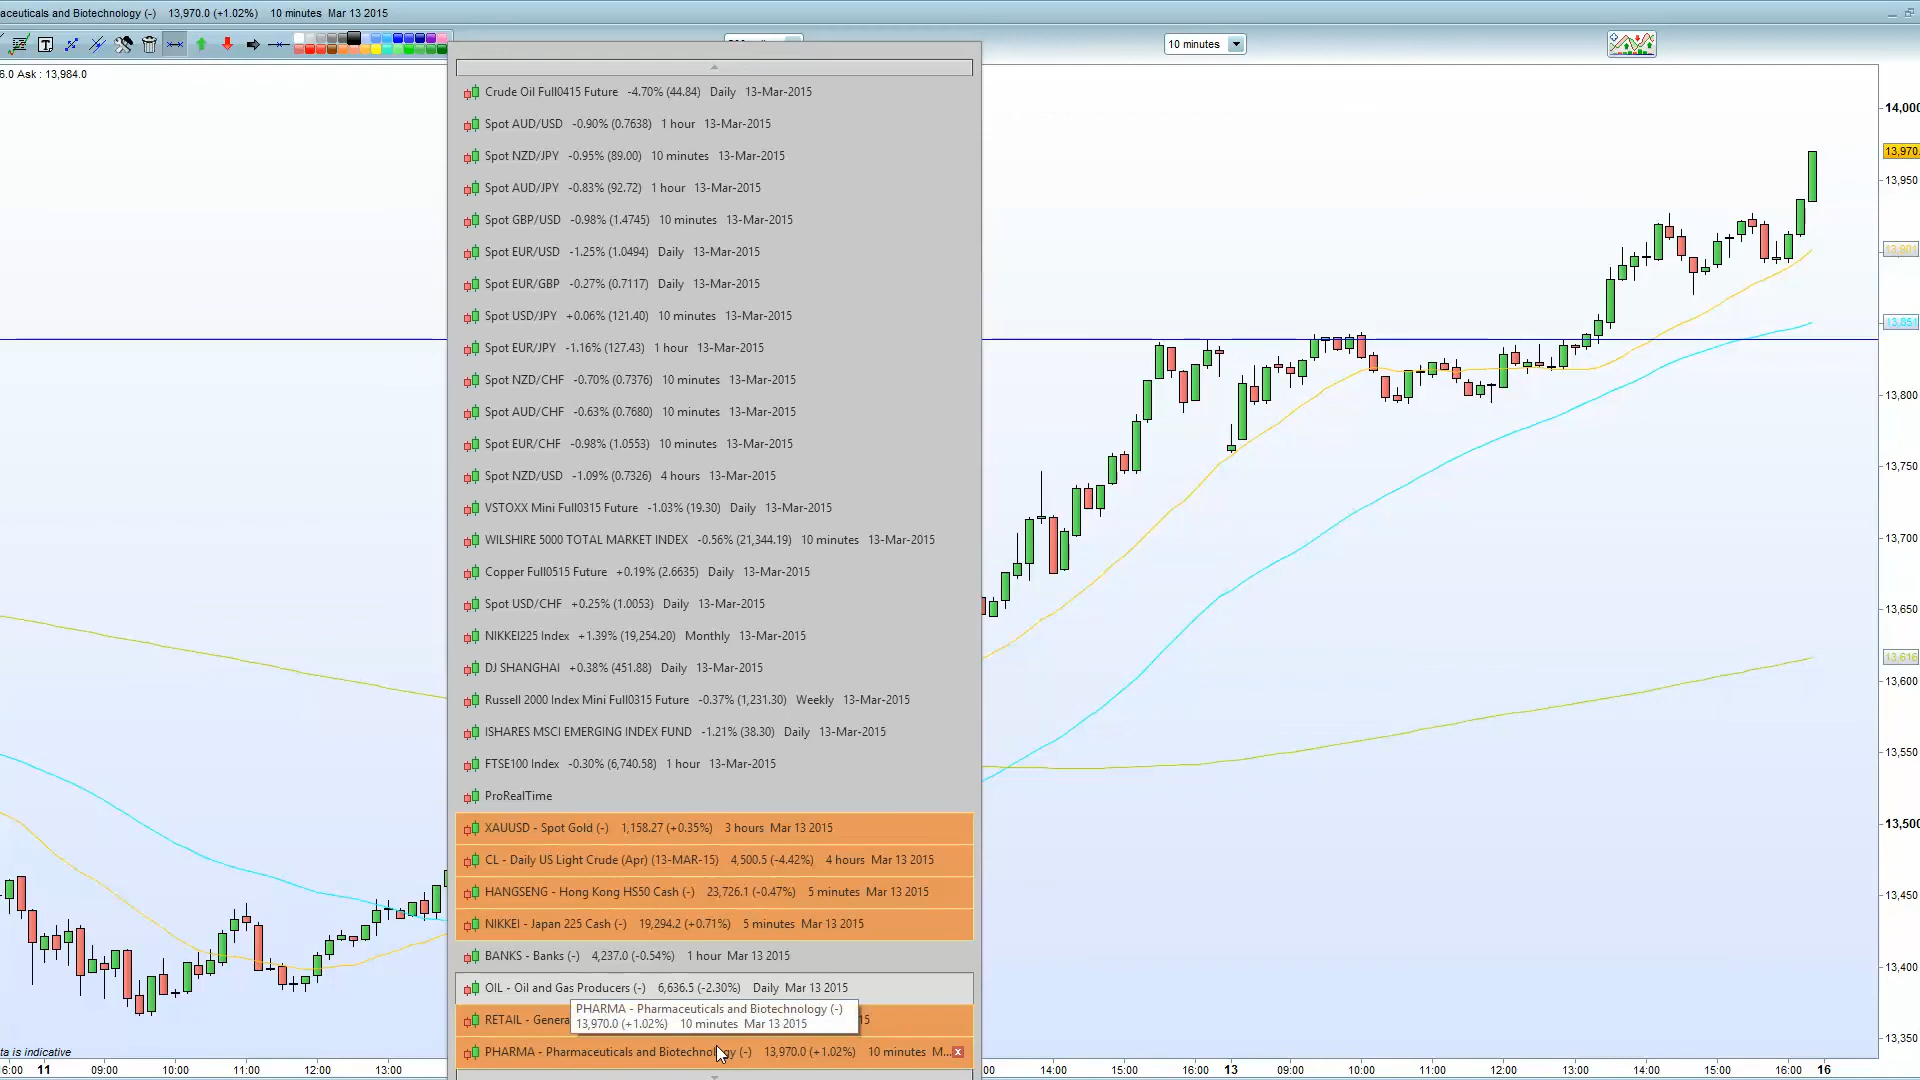 aceuticals and Biotechnology (-) 13,970.0 (+1.02%) 10 minutes Mar 13 2015
10 minutes
6.0 Ask : 13,984.0
Crude Oil Full0415 Future -4.70% (44.84) Daily 13-Mar-2015
Spot AUD/USD -0.90% (0.7638) 1 hour 13-Mar-2015
Spot NZD/JPY -0.95% (89.00) 10 minutes 13-Mar-2015
Spot AUD/JPY -0.83% (92.72) 1 hour 13-Mar-2015
Spot GBP/USD -0.98% (1.4745) 10 minutes 13-Mar-2015
Spot EUR/USD -1.25% (1.0494) Daily 13-Mar-2015
Spot EUR/GBP -0.27% (0.7117) Daily 13-Mar-2015
Spot USD/JPY +0.06% (121.40) 10 minutes 13-Mar-2015
Spot EUR/JPY -1.16% (127.43) 1 hour 13-Mar-2015
Spot NZD/CHF -0.70% (0.7376) 10 minutes 13-Mar-2015
Spot AUD/CHF -0.63% (0.7680) 10 minutes 13-Mar-2015
Spot EUR/CHF -0.98% (1.0553) 10 minutes 13-Mar-2015
Spot NZD/USD -1.09% (0.7326) 4 hours 13-Mar-2015
VSTOXX Mini Full0315 Future -1.03% (19.30) Daily 13-Mar-2015
WILSHIRE 5000 TOTAL MARKET INDEX -0.56% (21,344.19) 10 minutes 13-Mar-2015
Copper Full0515 Future +0.19% (2.6635) Daily 13-Mar-2015
Spot USD/CHF +0.25% (1.0053) Daily 13-Mar-2015
NIKKEI225 Index +1.39% (19,254.20) Monthly 13-Mar-2015
DJ SHANGHAI +0.38% (451.88) Daily 13-Mar-2015
Russell 2000 Index Mini Full0315 Future -0.37% (1,231.30) Weekly 13-Mar-2015
ISHARES MSCI EMERGING INDEX FUND -1.21% (38.30) Daily 13-Mar-2015
FTSE100 Index -0.30% (6,740.58) 1 hour 13-Mar-2015
ProRealTime
XAUUSD - Spot Gold (-) 1,158.27 (+0.35%) 3 hours Mar 13 2015
CL - Daily US Light Crude (Apr) (13-MAR-15) 4,500.5 (-4.42%) 4 hours Mar 13 2015
HANGSENG - Hong Kong HS50 Cash (-) 23,726.1 (-0.47%) 5 minutes Mar 13 2015
NIKKEI - Japan 225 Cash (-) 19,294.2 (+0.71%) 5 minutes Mar 13 2015
BANKS - Banks (-) 4,237.0 (-0.54%) 1 hour Mar 13 2015
OIL - Oil and Gas Producers (-) 6,636.5 (-2.30%) Daily Mar 13 2015
PHARMA - Pharmaceuticals and Biotechnology (-)
13,970.0 (+1.02%) 10 minutes Mar 13 2015
RETAIL - Genera 15
PHARMA - Pharmaceuticals and Biotechnology (-) 13,970.0 (+1.02%) 10 minutes M...
14,000
13,970.
13,950
13,901
13,851
13,800
13,750
13,700
13,650
13,616
13,600
13,550
13,500
13,450
13,400
13,350
ta is indicative
6:00 11 09:00 10:00 11:00 12:00 13:00
:00 14:00 15:00 16:00 13 09:00 10:00 11:00 12:00 13:00 14:00 15:00 16:00 16